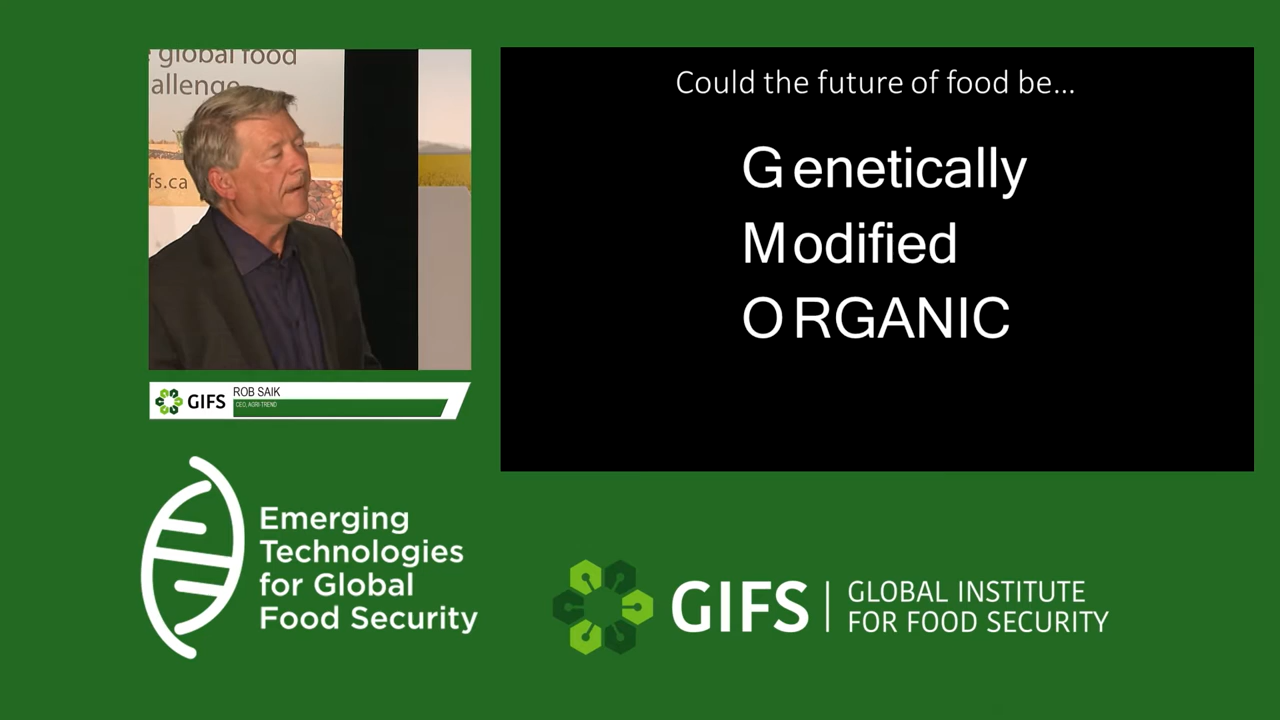 global food
allenge
fs.ca
GIFS
ROB SAIK
CEO, AGRI-TREND
Could the future of food be...
Genetically
Modified
ORGANIC
Emerging
Technologies
for Global
Food Security
GIFS
GLOBAL INSTITUTE
FOR FOOD SECURITY